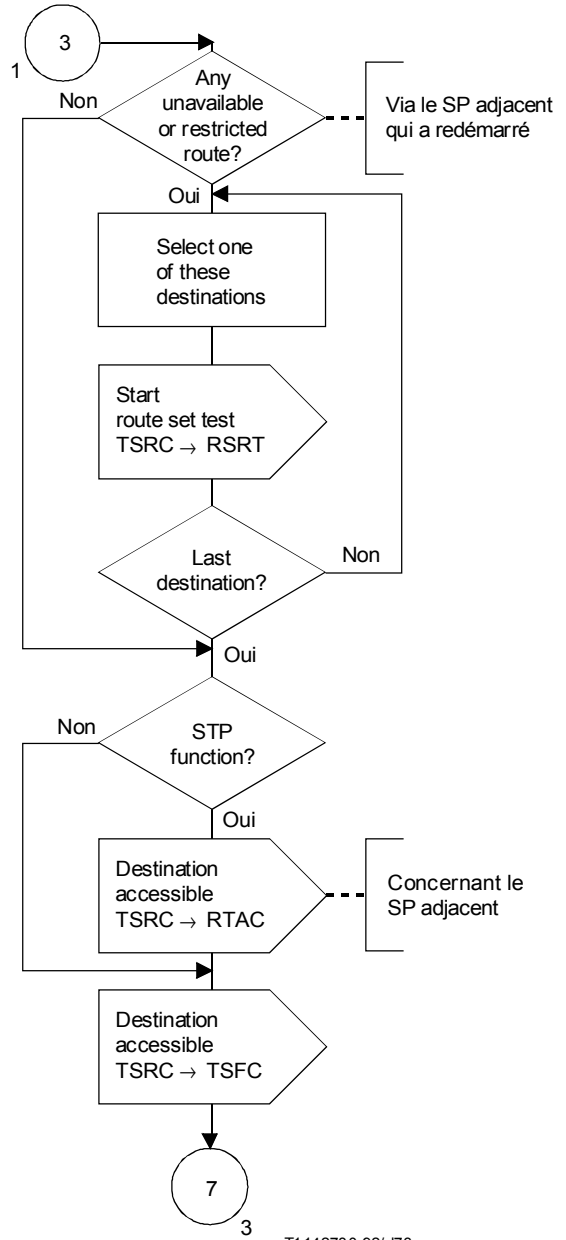 3
1
Any
unavailable
or restricted
route?
Non
Via le SP adjacent
qui a redémarré
Oui
Select one
of these
destinations
Start
route set test
TSRC → RSRT
Last
destination?
Non
Oui
STP
function?
Non
Oui
Destination
accessible
TSRC → RTAC
Concernant le
SP adjacent
Destination
accessible
TSRC → TSFC
7
3